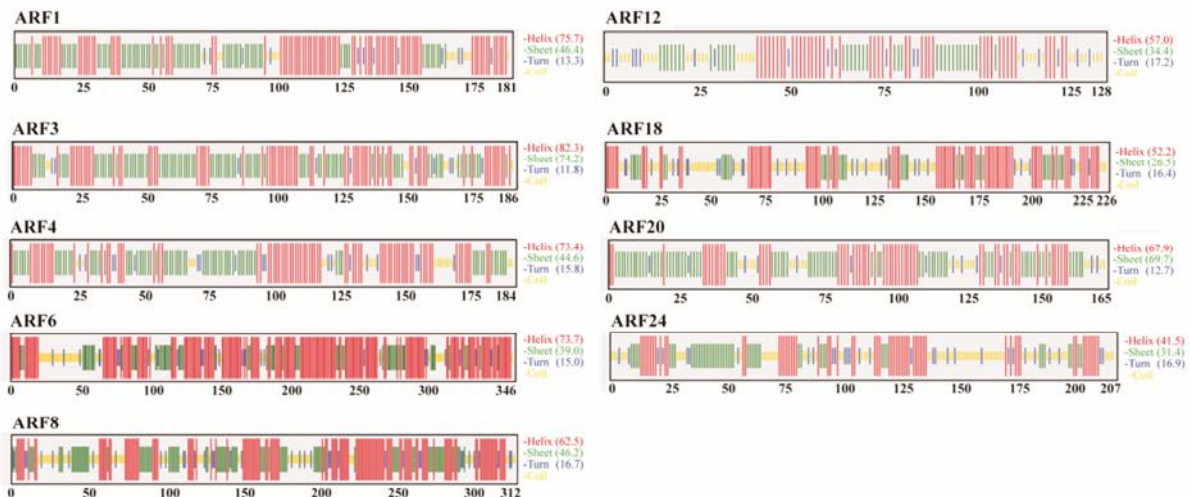 ARF1
-Helix (75.7)
-Sheet (46.4)
-Turn (13.3)
-Coil
0 25 50 75 100 125 150 175 181
ARF3
-Helix (82.3)
-Sheet (74.2)
-Turn (11.8)
-Coil
0 25 50 75 100 125 150 175 186
ARF4
-Helix (73.4)
-Sheet (44.6)
-Turn (15.8)
-Coil
0 25 50 75 100 125 150 175 184
ARF6
-Helix (73.7)
-Sheet (39.0)
-Turn (15.0)
-Coil
0 50 100 150 200 250 300 346
ARF8
-Helix (62.5)
-Sheet (46.2)
-Turn (16.7)
-Coil
0 50 100 150 200 250 300 312
ARF12
-Helix (57.0)
-Sheet (34.4)
-Turn (17.2)
-Coil
0 25 50 75 100 125 128
ARF18
-Helix (52.2)
-Sheet (26.5)
-Turn (16.4)
-Coil
0 25 50 75 100 125 150 175 200 225 226
ARF20
-Helix (67.9)
-Sheet (69.7)
-Turn (12.7)
-Coil
0 25 50 75 100 125 150 165
ARF24
-Helix (41.5)
-Sheet (31.4)
-Turn (16.9)
-Coil
0 25 50 75 100 125 150 175 200 207